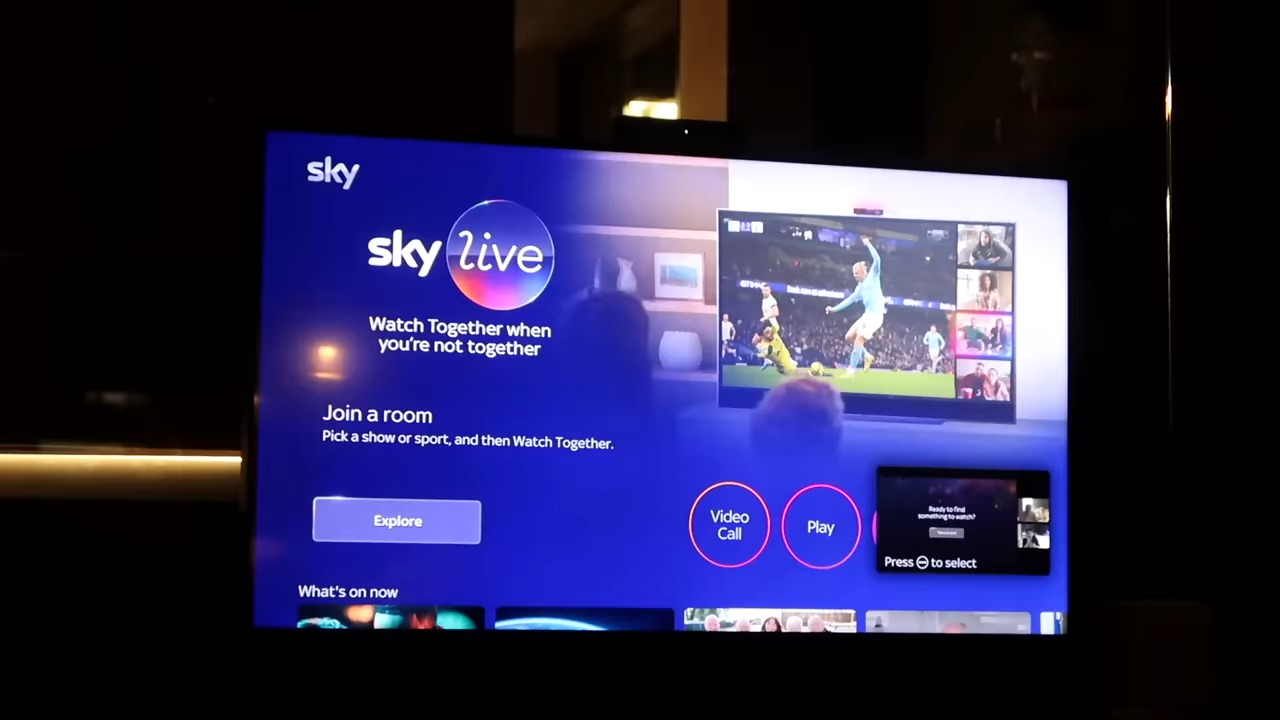 sky
sky live
Watch Together when
you're not together
Join a room
Pick a show or sport, and then Watch Together.
Explore
Video
Call
Play
Ready to find
something to watch?
Press to select
What's on now